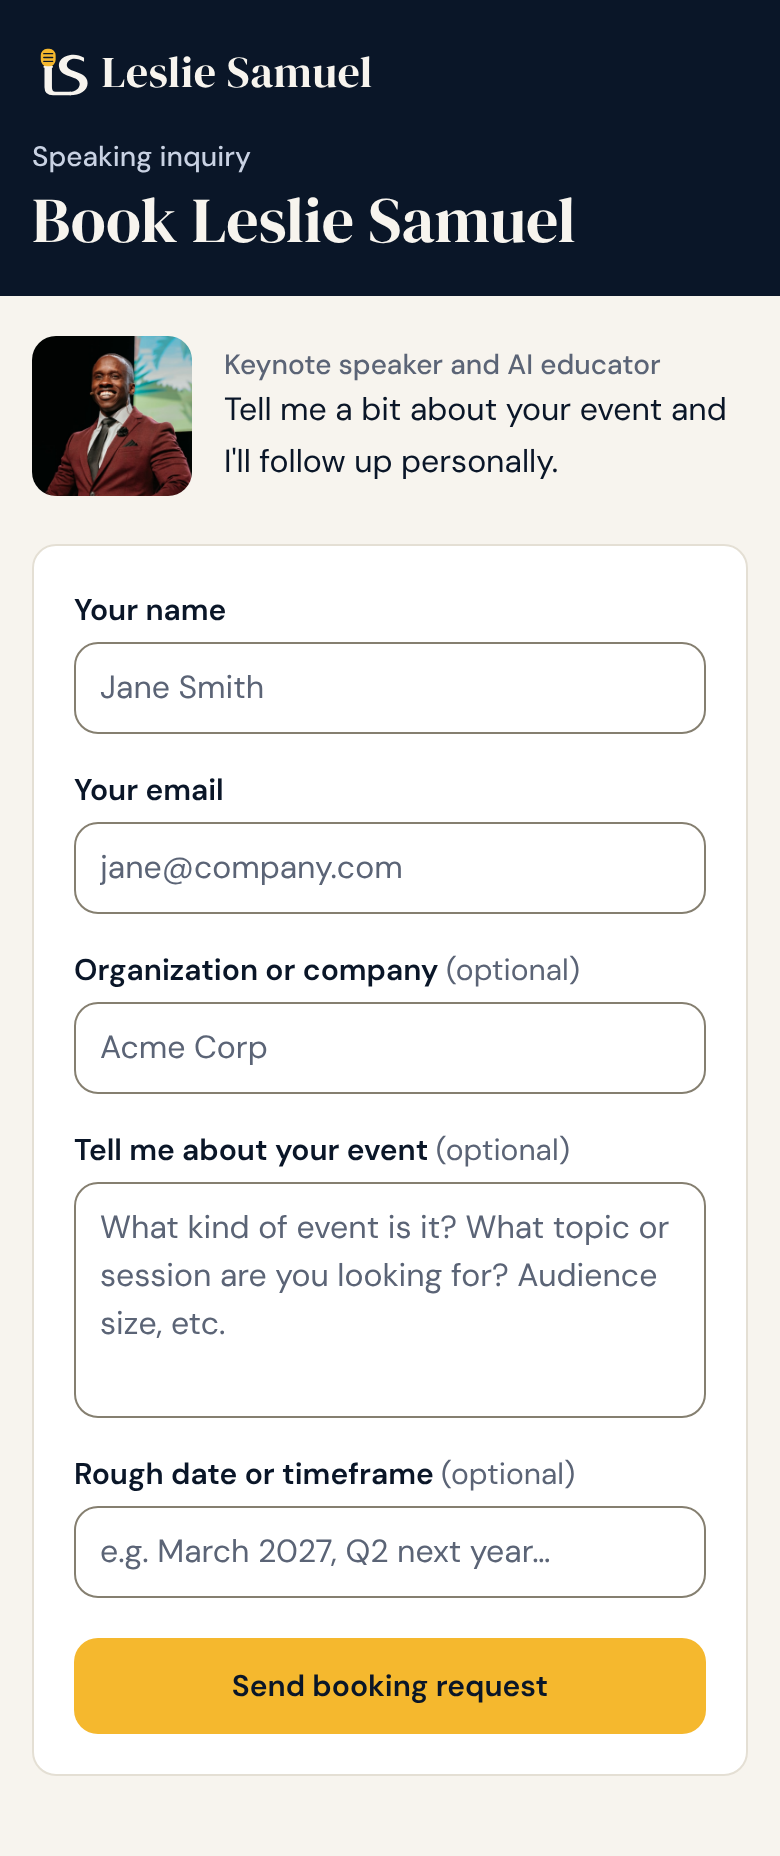 LS Leslie Samuel
Speaking inquiry
Book Leslie Samuel
Keynote speaker and AI educator
Tell me a bit about your event and
I'll follow up personally.
Your name
Jane Smith
Your email
jane@company.com
Organization or company (optional)
Acme Corp
Tell me about your event (optional)
What kind of event is it? What topic or
session are you looking for? Audience
size, etc.
Rough date or timeframe (optional)
e.g. March 2027, Q2 next year...
Send booking request